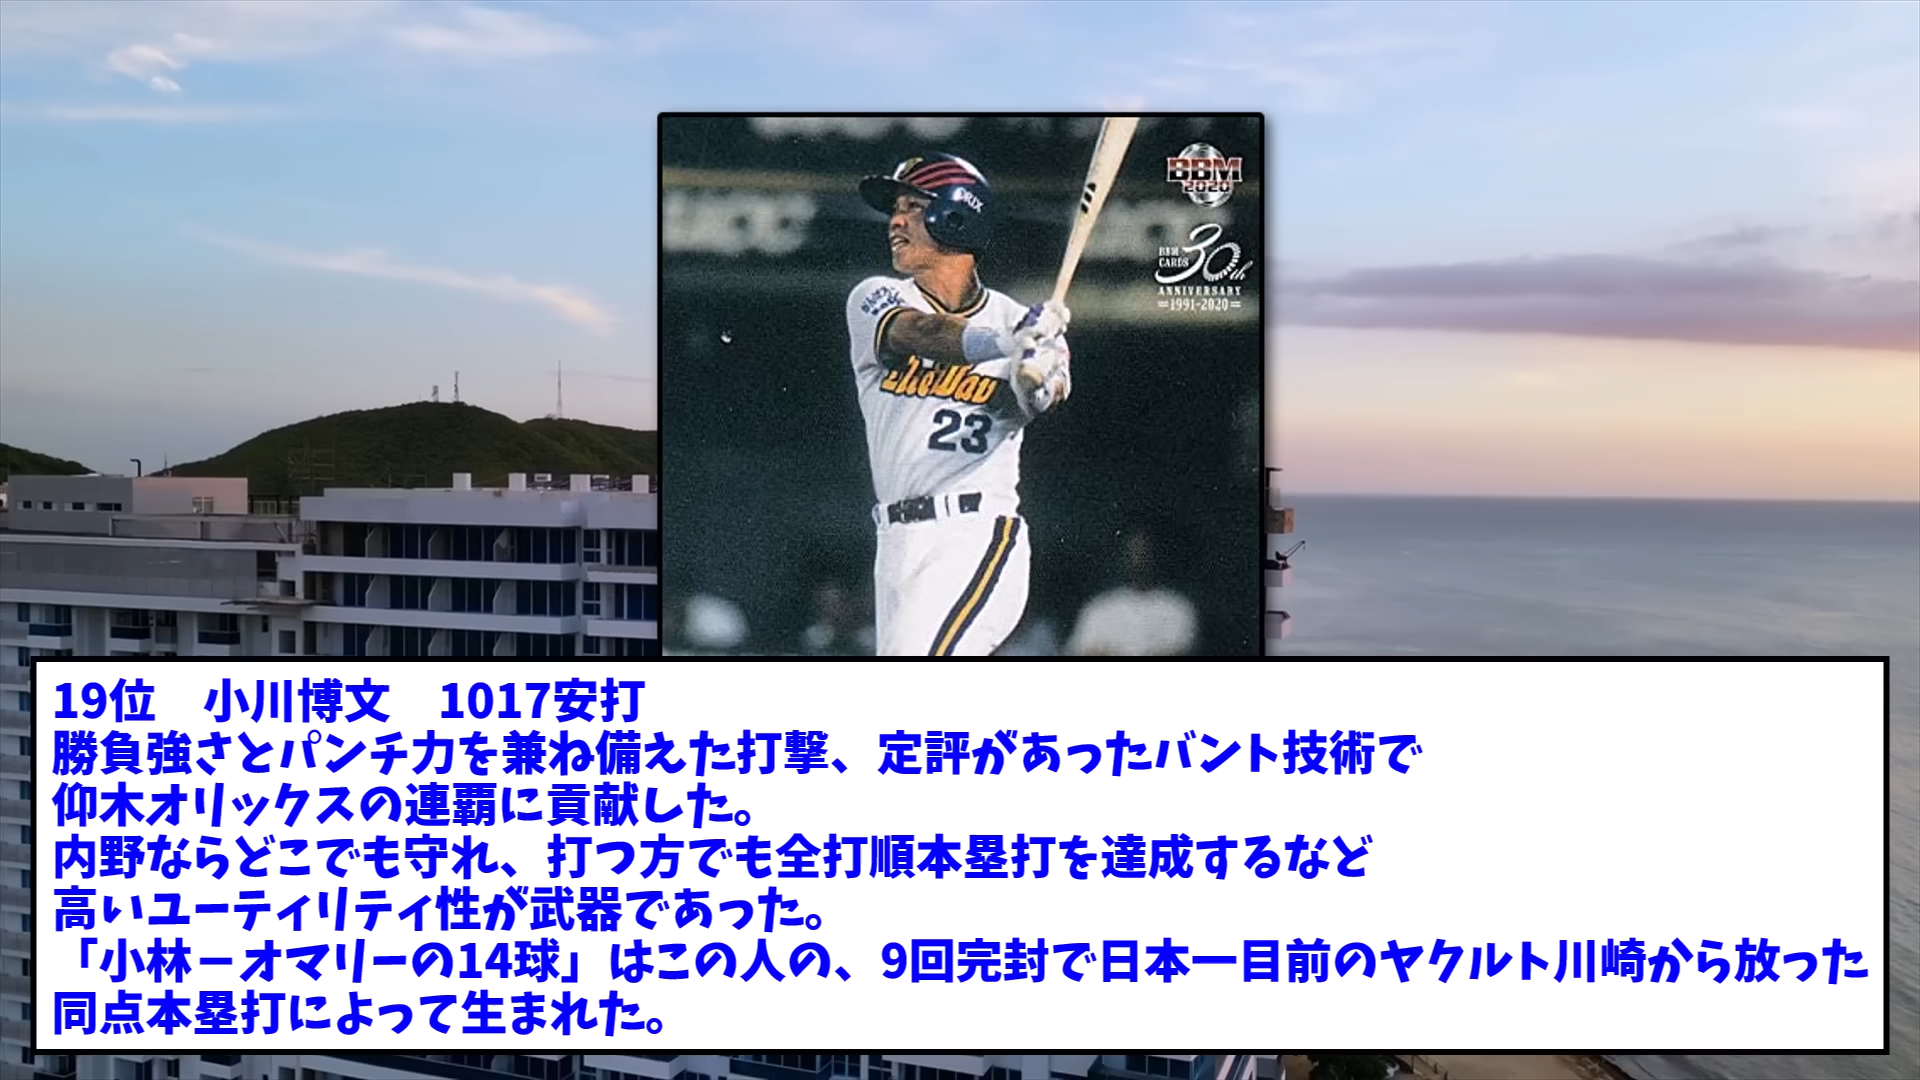 BBM
2020
BBM
CARDS
30th
ANNIVERSARY
=1991-2020=
ORIX
BlueWave
23
19位　小川博文　1017安打
勝負強さとパンチ力を兼ね備えた打撃、定評があったバント技術で
仰木オリックスの連覇に貢献した。
内野ならどこでも守れ、打つ方でも全打順本塁打を達成するなど
高いユーティリティ性が武器であった。
「小林－オマリーの14球」はこの人の、9回完封で日本一目前のヤクルト川崎から放った
同点本塁打によって生まれた。